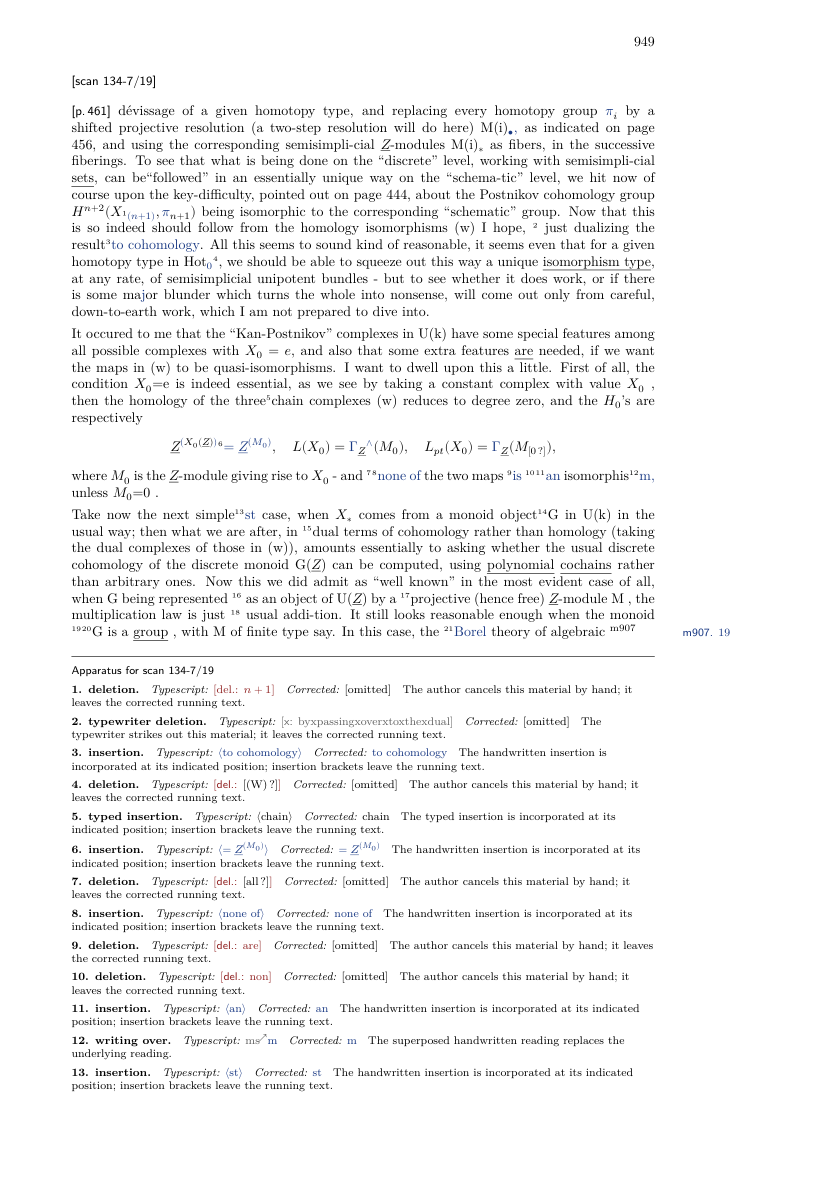 949
[scan 134-7/19]
[p. 461] dévissage of a given homotopy type, and replacing every homotopy group π_i by a
shifted projective resolution (a two-step resolution will do here) M(i)_•, as indicated on page
456, and using the corresponding semisimpli-cial Z-modules M(i)_* as fibers, in the successive
fiberings. To see that what is being done on the “discrete” level, working with semisimpli-cial
sets, can be“followed” in an essentially unique way on the “schema-tic” level, we hit now of
course upon the key-difficulty, pointed out on page 444, about the Postnikov cohomology group
H^{n+2}(X^1_{(n+1)}, π_{n+1}) being isomorphic to the corresponding “schematic” group. Now that this
is so indeed should follow from the homology isomorphisms (w) I hope, ² just dualizing the
result³to cohomology. All this seems to sound kind of reasonable, it seems even that for a given
homotopy type in Hot₀⁴, we should be able to squeeze out this way a unique isomorphism type,
at any rate, of semisimplicial unipotent bundles - but to see whether it does work, or if there
is some major blunder which turns the whole into nonsense, will come out only from careful,
down-to-earth work, which I am not prepared to dive into.
It occured to me that the “Kan-Postnikov” complexes in U(k) have some special features among
all possible complexes with X₀ = e, and also that some extra features are needed, if we want
the maps in (w) to be quasi-isomorphisms. I want to dwell upon this a little. First of all, the
condition X₀=e is indeed essential, as we see by taking a constant complex with value X₀ ,
then the homology of the three⁵chain complexes (w) reduces to degree zero, and the H₀’s are
respectively
Z^{(X₀(Z))}⁶= Z^{(M₀)}, L(X₀) = Γ_Z^∧(M₀), L_{pt}(X₀) = Γ_Z(M_{[0 ?]}),
where M₀ is the Z-module giving rise to X₀ - and ⁷ ⁸none of the two maps ⁹is ¹⁰ ¹¹an isomorphis¹²m,
unless M₀=0 .
Take now the next simple¹³st case, when X_* comes from a monoid object¹⁴G in U(k) in the
usual way; then what we are after, in ¹⁵dual terms of cohomology rather than homology (taking
the dual complexes of those in (w)), amounts essentially to asking whether the usual discrete
cohomology of the discrete monoid G(Z) can be computed, using polynomial cochains rather
than arbitrary ones. Now this we did admit as “well known” in the most evident case of all,
when G being represented ¹⁶ as an object of U(Z) by a ¹⁷projective (hence free) Z-module M , the
multiplication law is just ¹⁸ usual addi-tion. It still looks reasonable enough when the monoid
¹⁹ ²⁰G is a group , with M of finite type say. In this case, the ²¹Borel theory of algebraic m907
m907. 19
Apparatus for scan 134-7/19
1. deletion. Typescript: [del.: n + 1] Corrected: [omitted] The author cancels this material by hand; it
leaves the corrected running text.
2. typewriter deletion. Typescript: [x: byxpassingxoverxtoxthexdual] Corrected: [omitted] The
typewriter strikes out this material; it leaves the corrected running text.
3. insertion. Typescript: ⟨to cohomology⟩ Corrected: to cohomology The handwritten insertion is
incorporated at its indicated position; insertion brackets leave the running text.
4. deletion. Typescript: [del.: [(W) ?]] Corrected: [omitted] The author cancels this material by hand; it
leaves the corrected running text.
5. typed insertion. Typescript: ⟨chain⟩ Corrected: chain The typed insertion is incorporated at its
indicated position; insertion brackets leave the running text.
6. insertion. Typescript: ⟨= Z^{(M₀)}⟩ Corrected: = Z^{(M₀)} The handwritten insertion is incorporated at its
indicated position; insertion brackets leave the running text.
7. deletion. Typescript: [del.: [all ?]] Corrected: [omitted] The author cancels this material by hand; it
leaves the corrected running text.
8. insertion. Typescript: ⟨none of⟩ Corrected: none of The handwritten insertion is incorporated at its
indicated position; insertion brackets leave the running text.
9. deletion. Typescript: [del.: are] Corrected: [omitted] The author cancels this material by hand; it leaves
the corrected running text.
10. deletion. Typescript: [del.: non] Corrected: [omitted] The author cancels this material by hand; it
leaves the corrected running text.
11. insertion. Typescript: ⟨an⟩ Corrected: an The handwritten insertion is incorporated at its indicated
position; insertion brackets leave the running text.
12. writing over. Typescript: ms↗m Corrected: m The superposed handwritten reading replaces the
underlying reading.
13. insertion. Typescript: ⟨st⟩ Corrected: st The handwritten insertion is incorporated at its indicated
position; insertion brackets leave the running text.